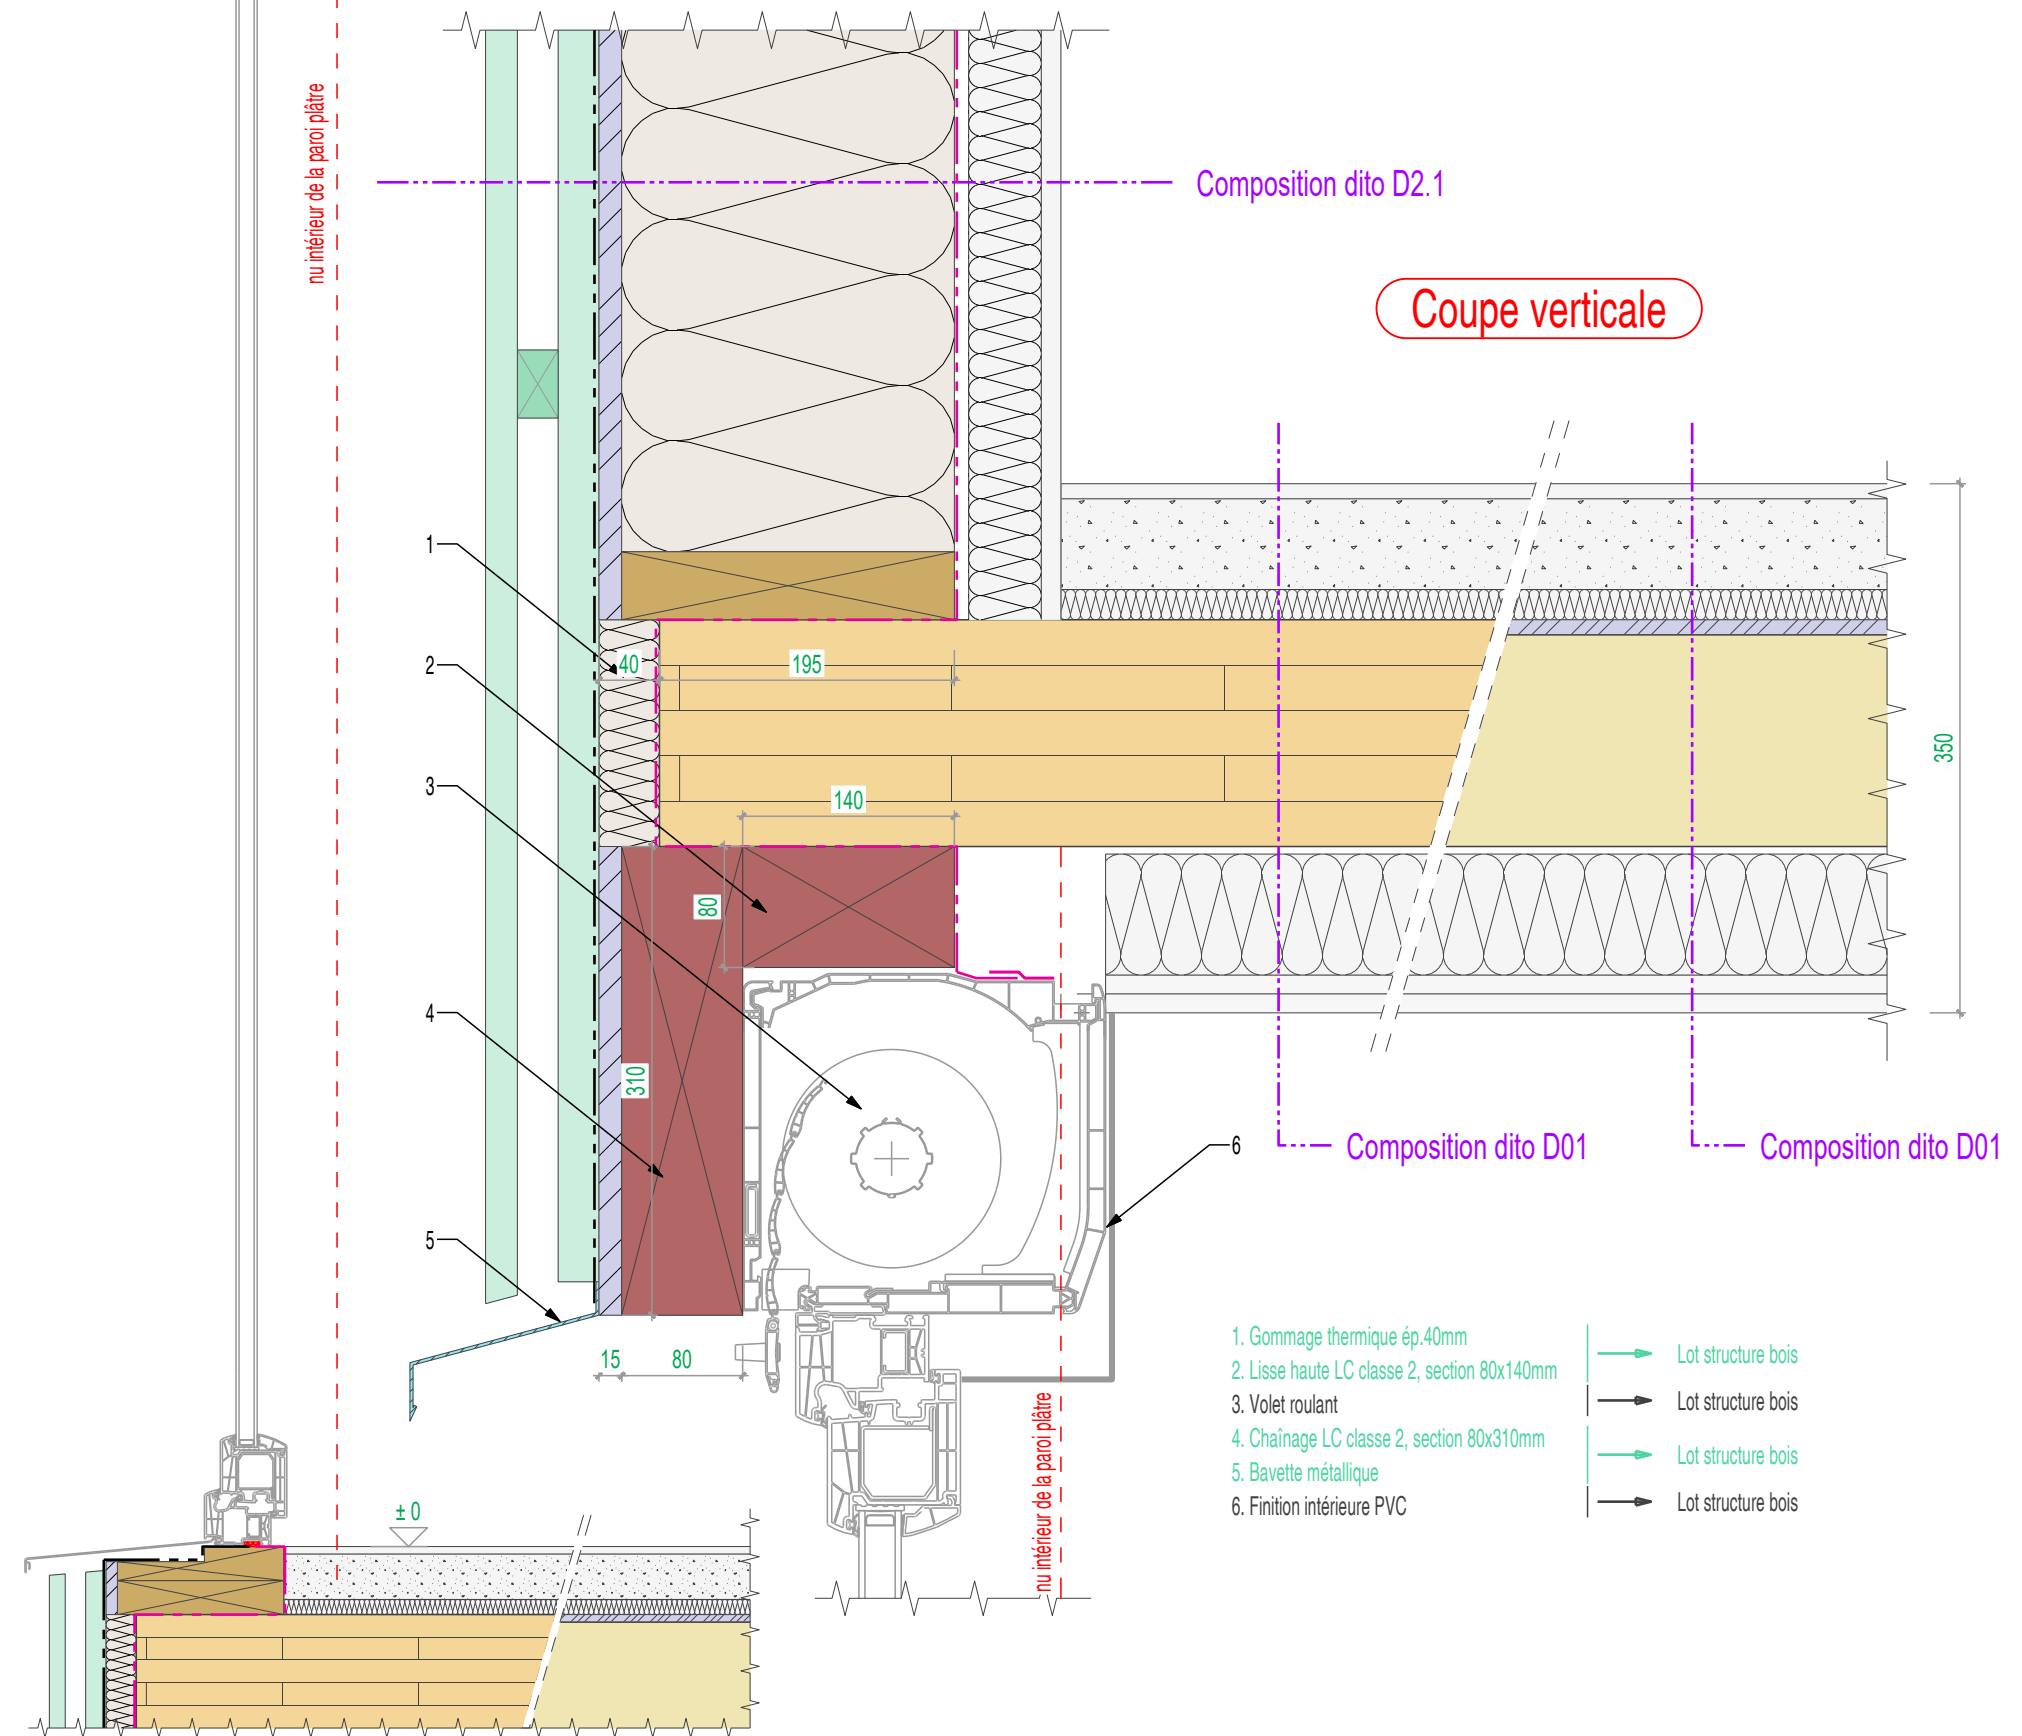 nu intérieur de la paroi plâtre
Composition dito D2.1
Coupe verticale
1
2
40
195
3
140
350
80
4
310
Composition dito D01
Composition dito D01
6
5
15
80
1. Gommage thermique ép.40mm
2. Lisse haute LC classe 2, section 80x140mm
3. Volet roulant
4. Chaînage LC classe 2, section 80x310mm
5. Bavette métallique
6. Finition intérieure PVC
Lot structure bois
Lot structure bois
Lot structure bois
Lot structure bois
nu intérieur de la paroi plâtre
± 0